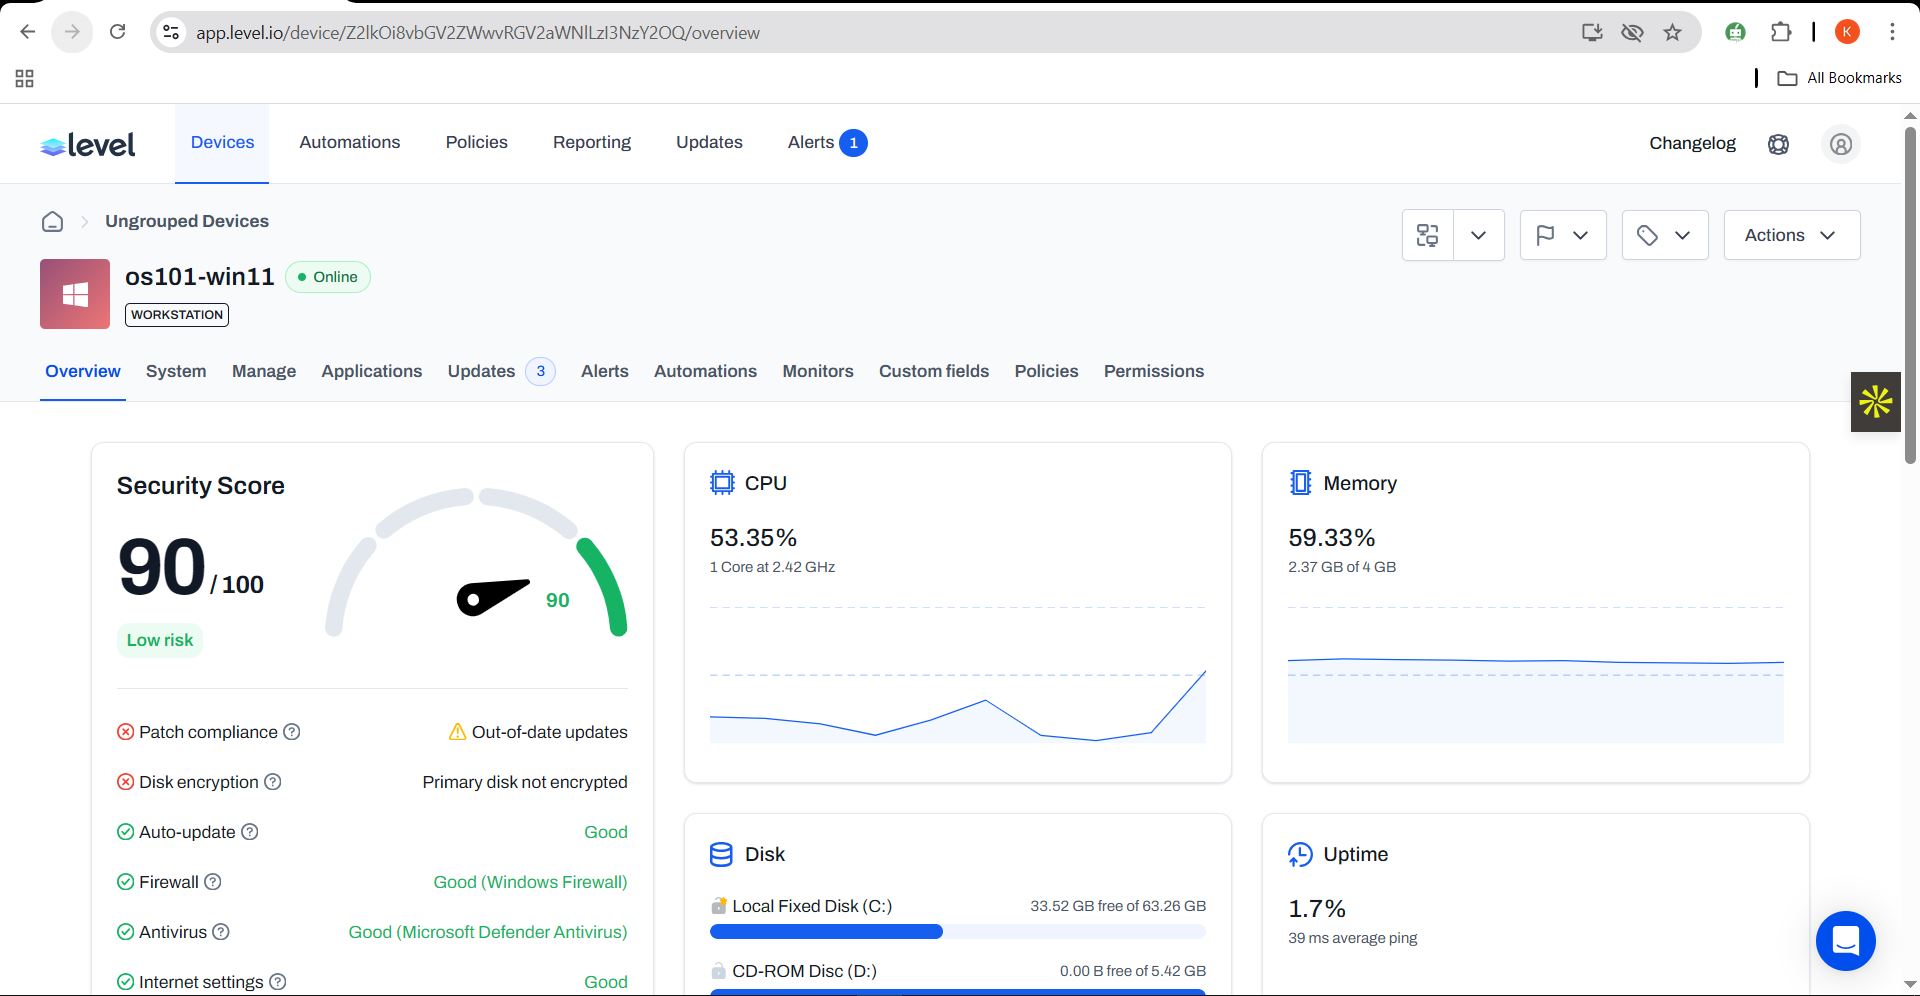 app.level.io/device/Z2lkOi8vbGV2ZWwvRGV2aWNlLzI3NzY2OQ/overview
K
All Bookmarks
level
Devices
Automations
Policies
Reporting
Updates
Alerts 1
Changelog
Ungrouped Devices
Actions
os101-win11
Online
WORKSTATION
Overview
System
Manage
Applications
Updates 3
Alerts
Automations
Monitors
Custom fields
Policies
Permissions
Security Score
90 / 100
Low risk
90
Patch compliance
Out-of-date updates
Disk encryption
Primary disk not encrypted
Auto-update
Good
Firewall
Good (Windows Firewall)
Antivirus
Good (Microsoft Defender Antivirus)
Internet settings
Good
CPU
53.35%
1 Core at 2.42 GHz
Memory
59.33%
2.37 GB of 4 GB
Disk
Local Fixed Disk (C:)
33.52 GB free of 63.26 GB
CD-ROM Disc (D:)
0.00 B free of 5.42 GB
Uptime
1.7%
39 ms average ping